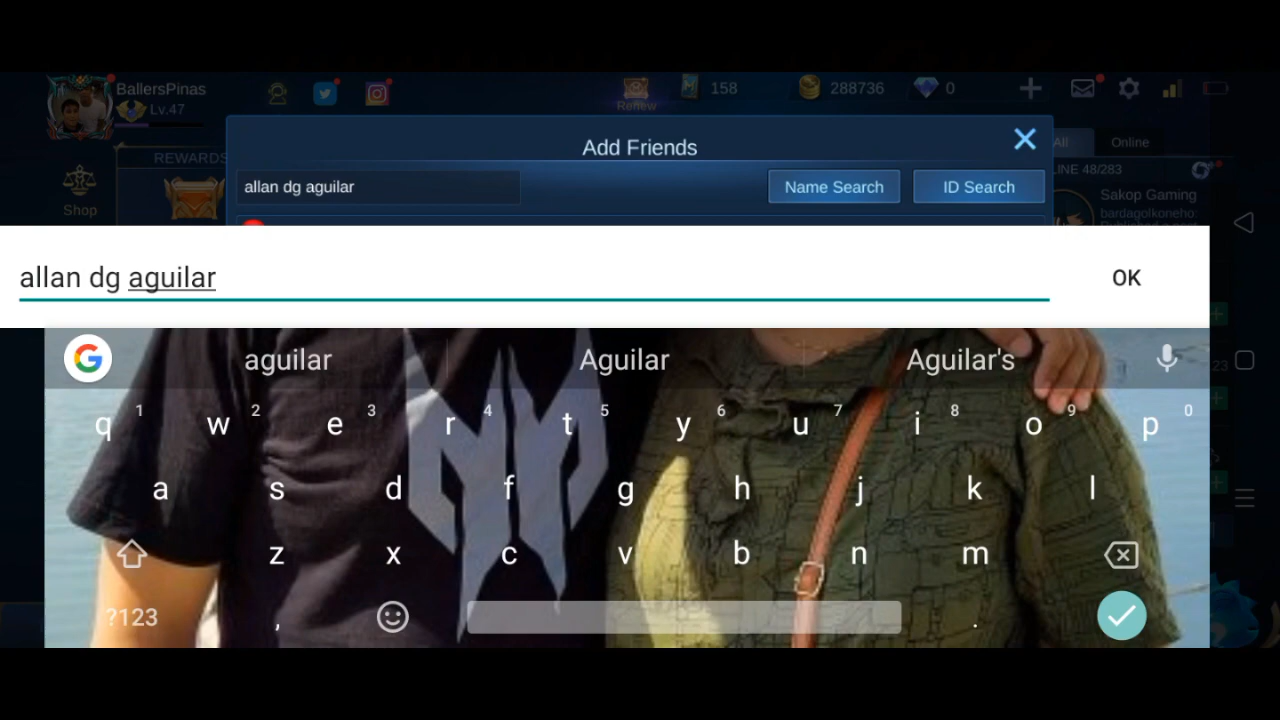 BallersPinas
Lv.47
Renew
158
288736
0
Add Friends
All
Online
REWARDS
LINE 48/283
allan dg aguilar
Name Search
ID Search
Sakop Gaming
bardagolkoneho:
Shop
allan dg aguilar
OK
G
aguilar
Aguilar
Aguilar's
1 2 3 4 5 6 7 8 9 0
q w e r t y u i o p
a s d f g h j k l
z x c v b n m
?123 , .